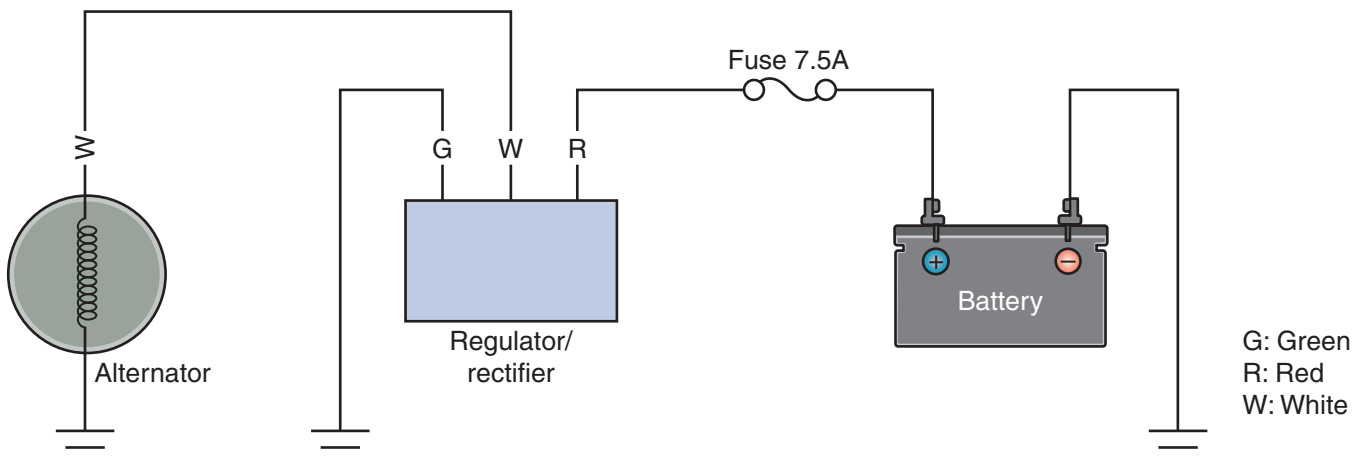 Fuse 7.5A
W
G W R
+ −
Battery
Regulator/
rectifier
Alternator
G: Green
R: Red
W: White